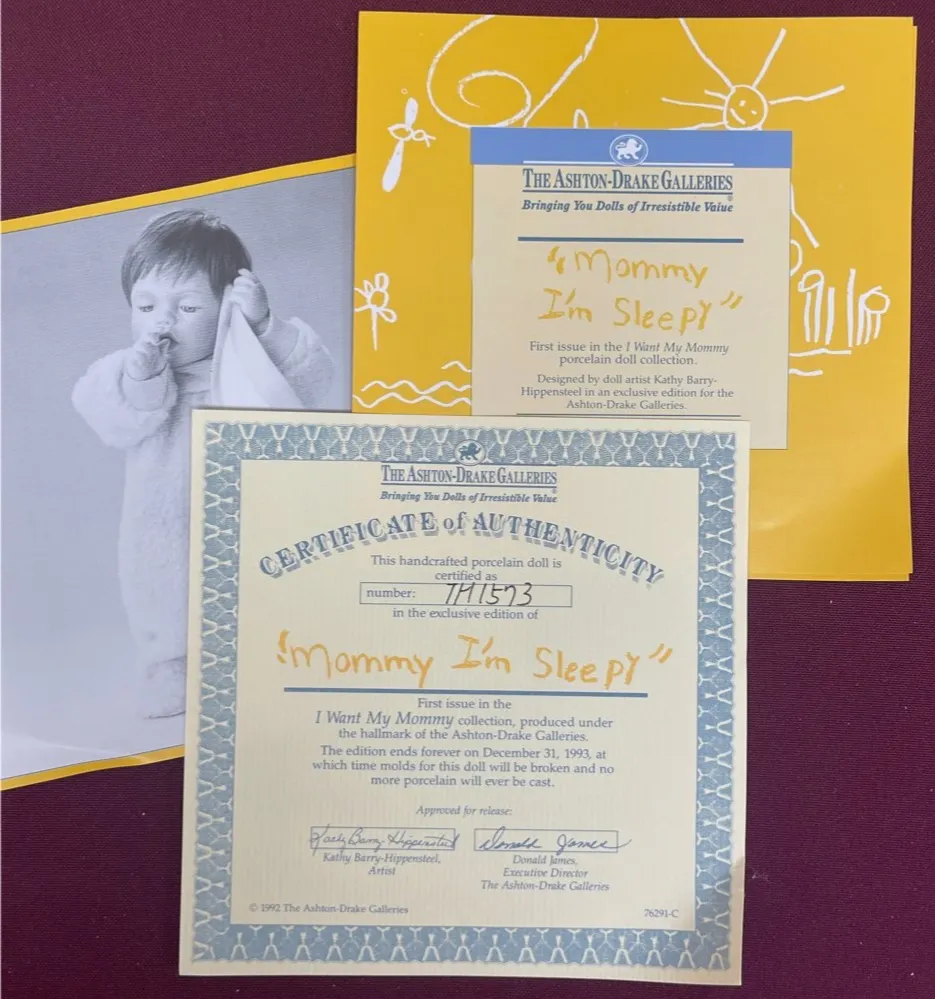 THE ASHTON-DRAKE GALLERIES
®
Bringing You Dolls of Irresistible Value
"Mommy
I'm Sleepy"
First issue in the I Want My Mommy
porcelain doll collection.
Designed by doll artist Kathy Barry-
Hippensteel in an exclusive edition for the
Ashton-Drake Galleries.
THE ASHTON-DRAKE GALLERIES
Bringing You Dolls of Irresistible Value
CERTIFICATE of AUTHENTICITY
This handcrafted porcelain doll is
certified as
number: TH1573
in the exclusive edition of
"Mommy I'm Sleepy"
First issue in the
I Want My Mommy collection, produced under
the hallmark of the Ashton-Drake Galleries.
The edition ends forever on December 31, 1993, at
which time molds for this doll will be broken and no
more porcelain will ever be cast.
Approved for release:
Kathy Barry-Hippensteel Donald James
Kathy Barry-Hippensteel, Donald James,
Artist Executive Director
The Ashton-Drake Galleries
© 1992 The Ashton-Drake Galleries 76291-C